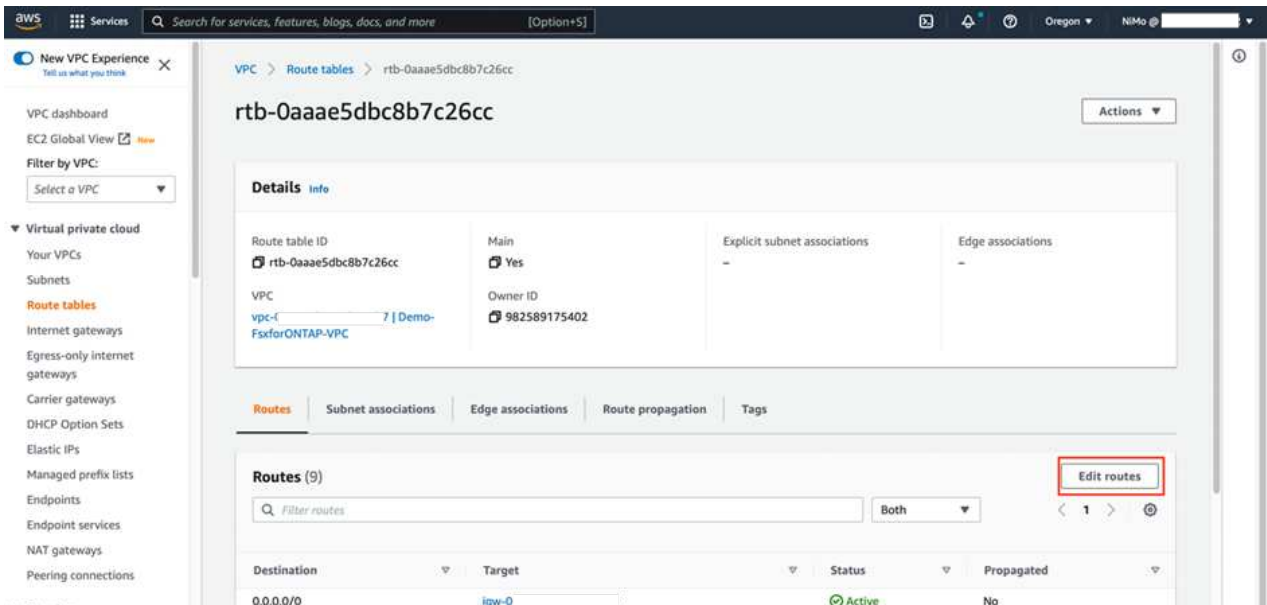 aws
Services
Search for services, features, blogs, docs, and more
[Option+S]
Oregon
NiMo @
New VPC Experience
Tell us what you think
VPC dashboard
EC2 Global View
New
Filter by VPC:
Select a VPC
Virtual private cloud
Your VPCs
Subnets
Route tables
Internet gateways
Egress-only internet
gateways
Carrier gateways
DHCP Option Sets
Elastic IPs
Managed prefix lists
Endpoints
Endpoint services
NAT gateways
Peering connections
VPC > Route tables > rtb-0aaae5dbc8b7c26cc
rtb-0aaae5dbc8b7c26cc
Actions
Details Info
Route table ID
rtb-0aaae5dbc8b7c26cc
Main
Yes
Explicit subnet associations
–
Edge associations
–
VPC
vpc-
7 | Demo-
FsxforONTAP-VPC
Owner ID
982589175402
Routes
Subnet associations
Edge associations
Route propagation
Tags
Routes (9)
Edit routes
Filter routes
Both
1
Destination
Target
Status
Propagated
0.0.0.0/0
igw-0
Active
No